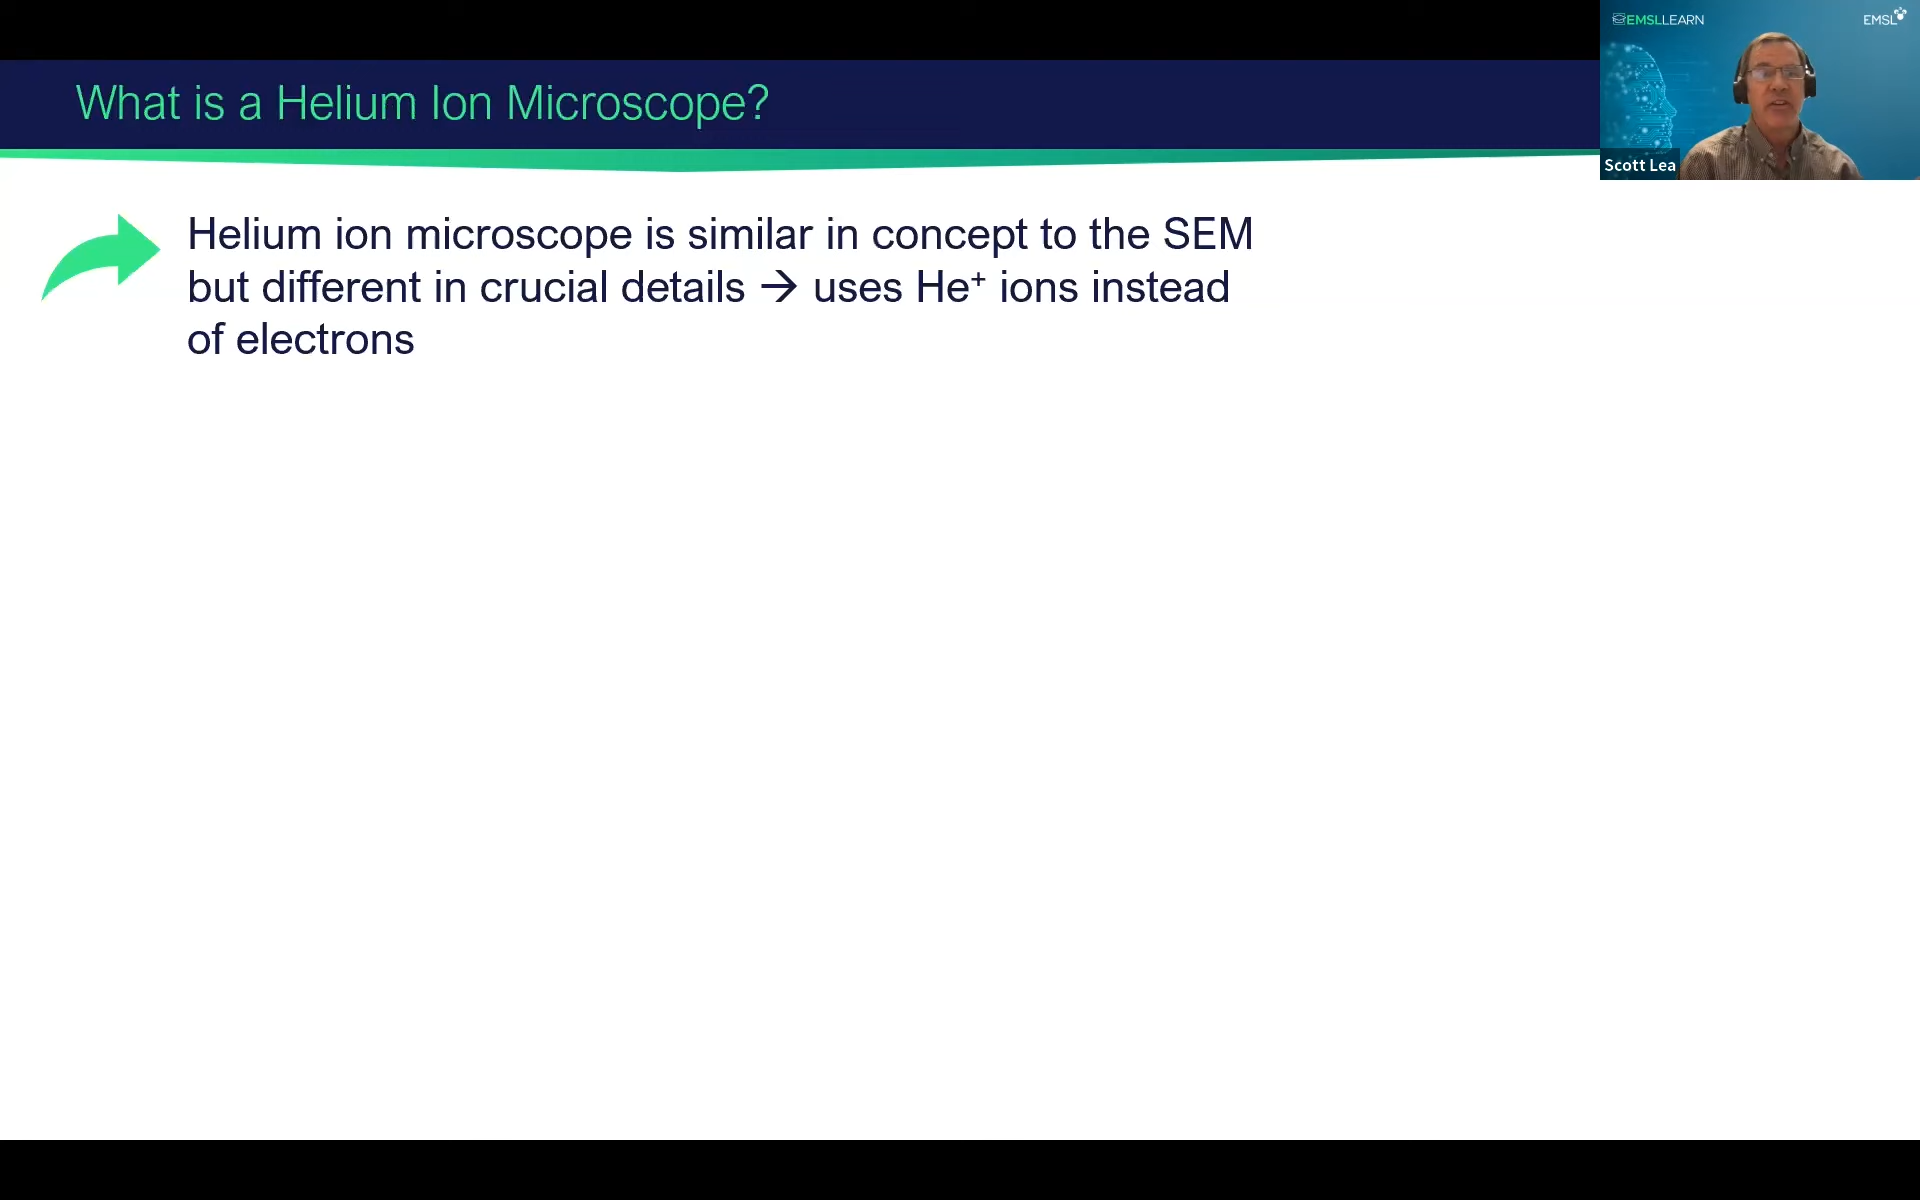 What is a Helium Ion Microscope?
EMSLLEARN
EMSL
Scott Lea
Helium ion microscope is similar in concept to the SEM
but different in crucial details → uses He⁺ ions instead
of electrons